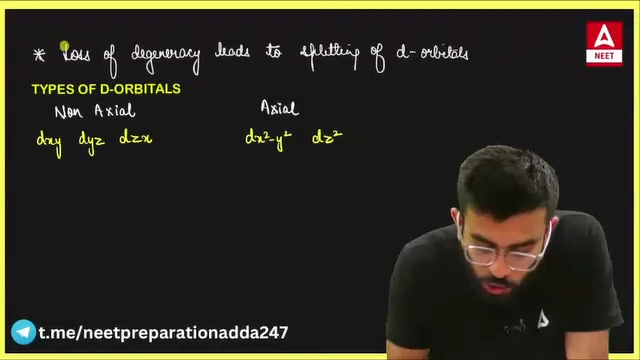 * Loss of degeneracy leads to splitting of d-orbitals
A
NEET
TYPES OF D-ORBITALS
Non Axial Axial
dxy dyz dzx dx²-y² dz²
t.me/neetpreparationadda247